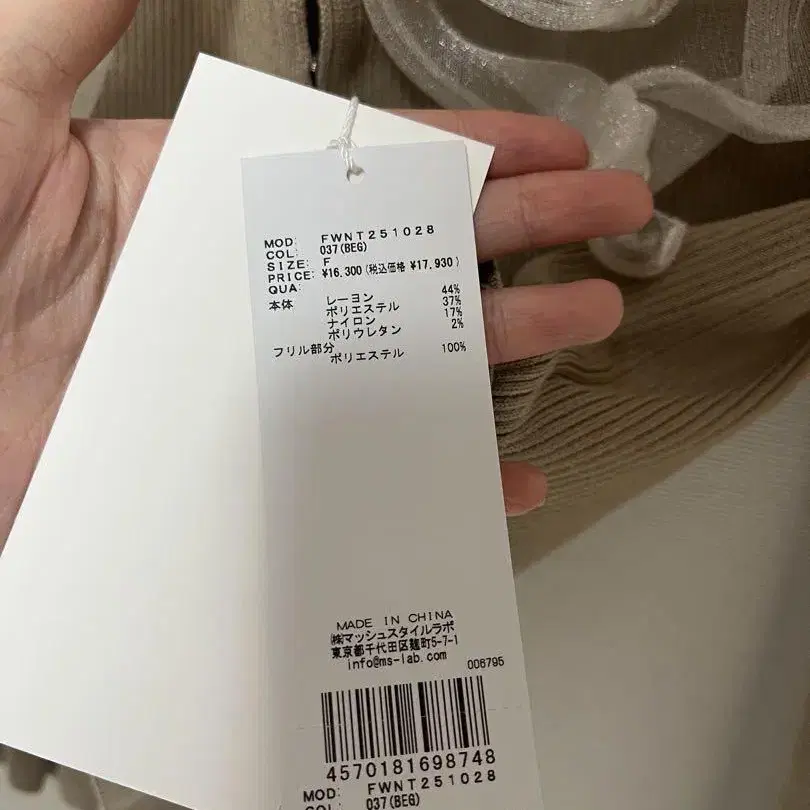 MOD: FWNT251028
COL: 037(BEG)
SIZE: F
PRICE: ¥16,300(税込価格 ¥17,930)
QUA:
本体 レーヨン 44%
ポリエステル 37%
ナイロン 17%
ポリウレタン 2%
フリル部分
ポリエステル 100%
MADE IN CHINA
㈱マッシュスタイルラボ
東京都千代田区麹町5-7-1
info@ms-lab.com 006795
4570181698748
MOD: FWNT251028
COL: 037(BEG)